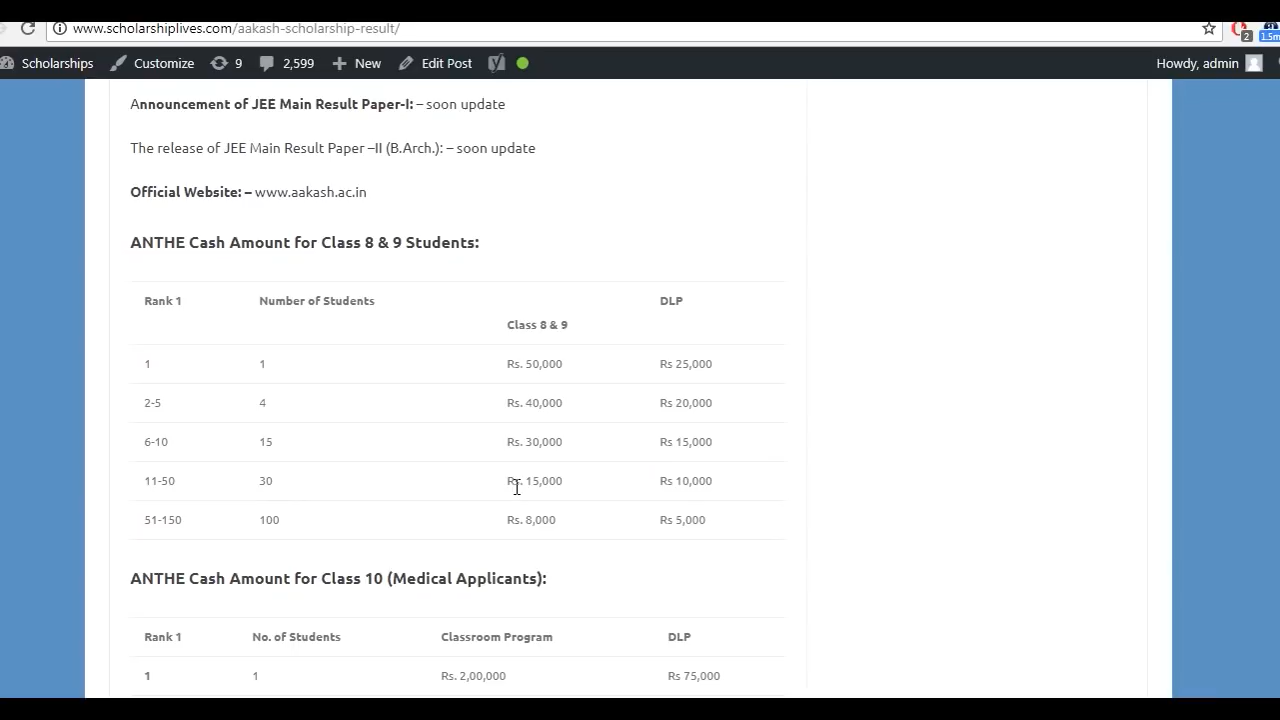 www.scholarshiplives.com/aakash-scholarship-result/
2
1.5m
Scholarships Customize 9 2,599 New Edit Post Howdy, admin
Announcement of JEE Main Result Paper-I: – soon update
The release of JEE Main Result Paper –II (B.Arch.): – soon update
Official Website: – www.aakash.ac.in
ANTHE Cash Amount for Class 8 & 9 Students:
Rank 1 Number of Students DLP
Class 8 & 9
1 1 Rs. 50,000 Rs 25,000
2-5 4 Rs. 40,000 Rs 20,000
6-10 15 Rs. 30,000 Rs 15,000
11-50 30 Rs. 15,000 Rs 10,000
51-150 100 Rs. 8,000 Rs 5,000
ANTHE Cash Amount for Class 10 (Medical Applicants):
Rank 1 No. of Students Classroom Program DLP
1 1 Rs. 2,00,000 Rs 75,000